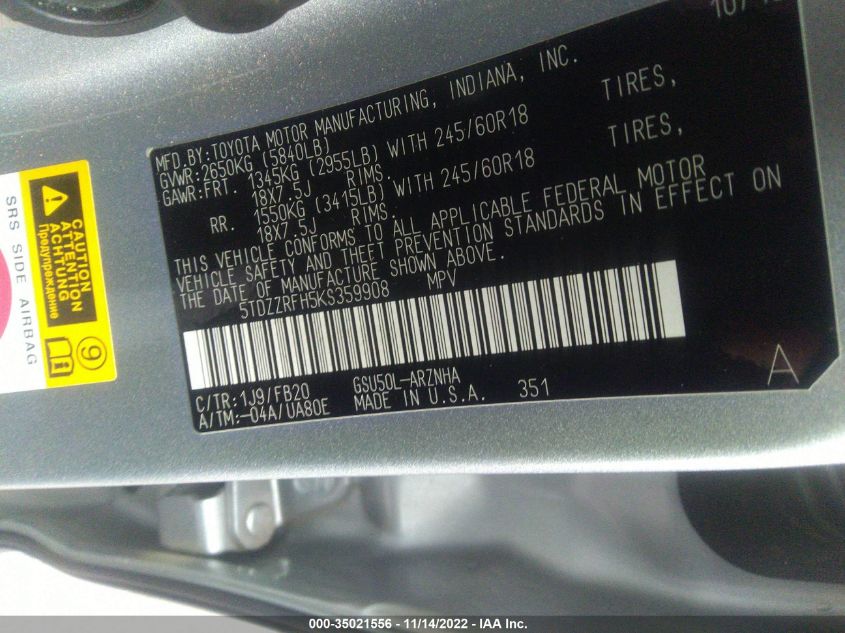 MFD.BY:TOYOTA MOTOR MANUFACTURING, INDIANA, INC.
GVWR:2650KG (5840LB)
GAWR:FRT. 1345KG (2955LB) WITH 245/60R18 TIRES,
18X7.5J RIMS.
RR. 1550KG (3415LB) WITH 245/60R18 TIRES,
18X7.5J RIMS.
THIS VEHICLE CONFORMS TO ALL APPLICABLE FEDERAL MOTOR
VEHICLE SAFETY AND THEFT PREVENTION STANDARDS IN EFFECT ON
THE DATE OF MANUFACTURE SHOWN ABOVE.
5TDZZRFH5KS359908 MPV
C/TR:1J9/FB20 GSU50L-ARZNHA
A/TM:-04A/UA80E MADE IN U.S.A. 351
A
CAUTION
ATTENTION
ACHTUNG
Предупреждение
9
SRS SIDE AIRBAG
000-35021556 - 11/14/2022 - IAA Inc.